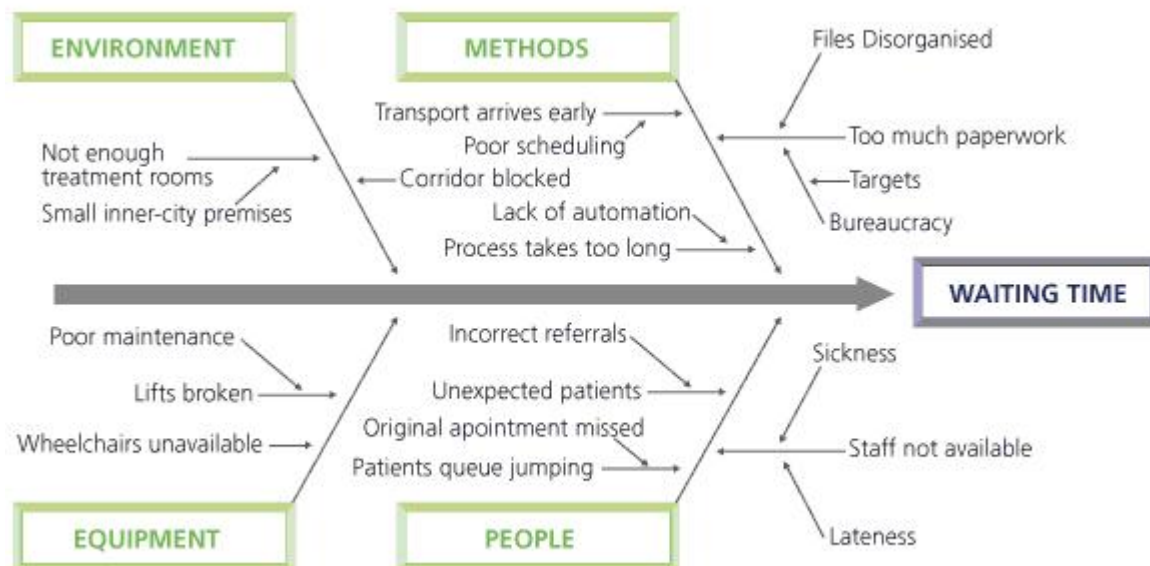 ENVIRONMENT
METHODS
Files Disorganised
Transport arrives early
Poor scheduling
Too much paperwork
Not enough
treatment rooms
Corridor blocked
Targets
Small inner-city premises
Lack of automation
Bureaucracy
Process takes too long
WAITING TIME
Poor maintenance
Incorrect referrals
Sickness
Lifts broken
Unexpected patients
Original apointment missed
Wheelchairs unavailable
Staff not available
Patients queue jumping
EQUIPMENT
PEOPLE
Lateness